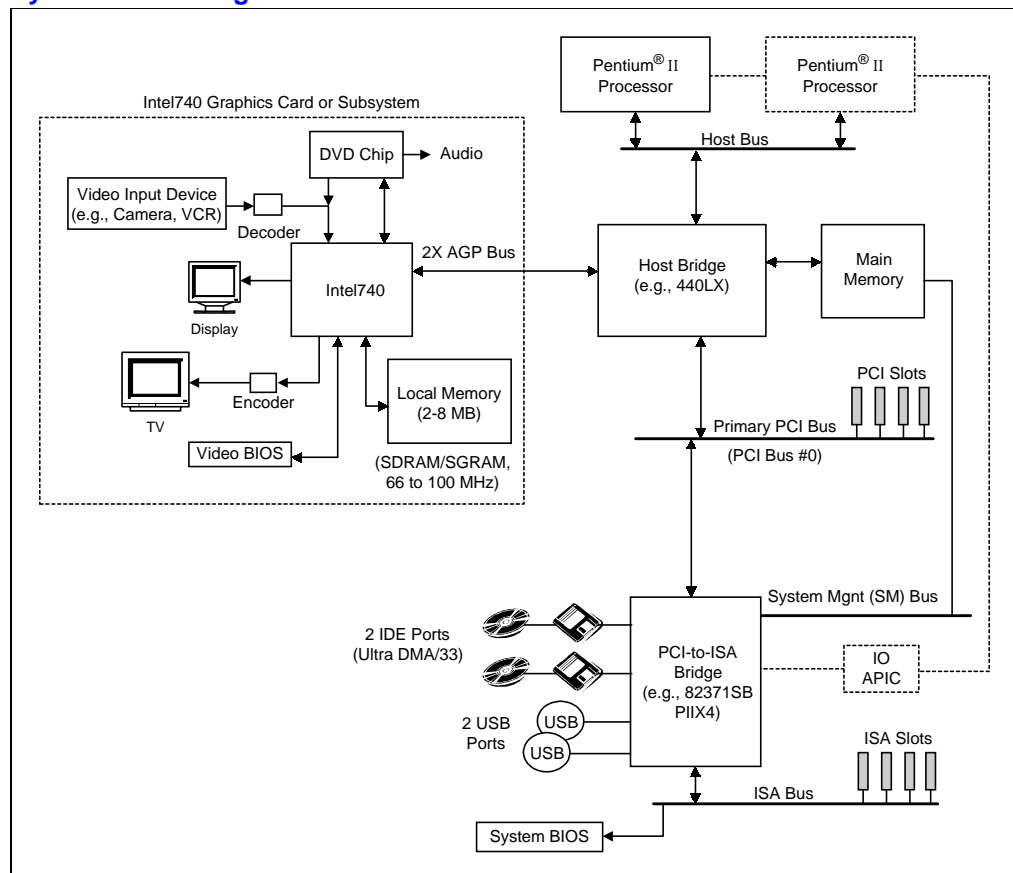 Pentium® II
Processor
Pentium® II
Processor
Host Bus
Intel740 Graphics Card or Subsystem
DVD Chip
Audio
Video Input Device
(e.g., Camera, VCR)
Decoder
2X AGP Bus
Intel740
Host Bridge
(e.g., 440LX)
Main
Memory
Display
TV
Encoder
Local Memory
(2-8 MB)
Video BIOS
(SDRAM/SGRAM,
66 to 100 MHz)
PCI Slots
Primary PCI Bus
(PCI Bus #0)
System Mgnt (SM) Bus
2 IDE Ports
(Ultra DMA/33)
PCI-to-ISA
Bridge
(e.g., 82371SB
PIIX4)
IO
APIC
2 USB
Ports
USB
USB
ISA Slots
ISA Bus
System BIOS